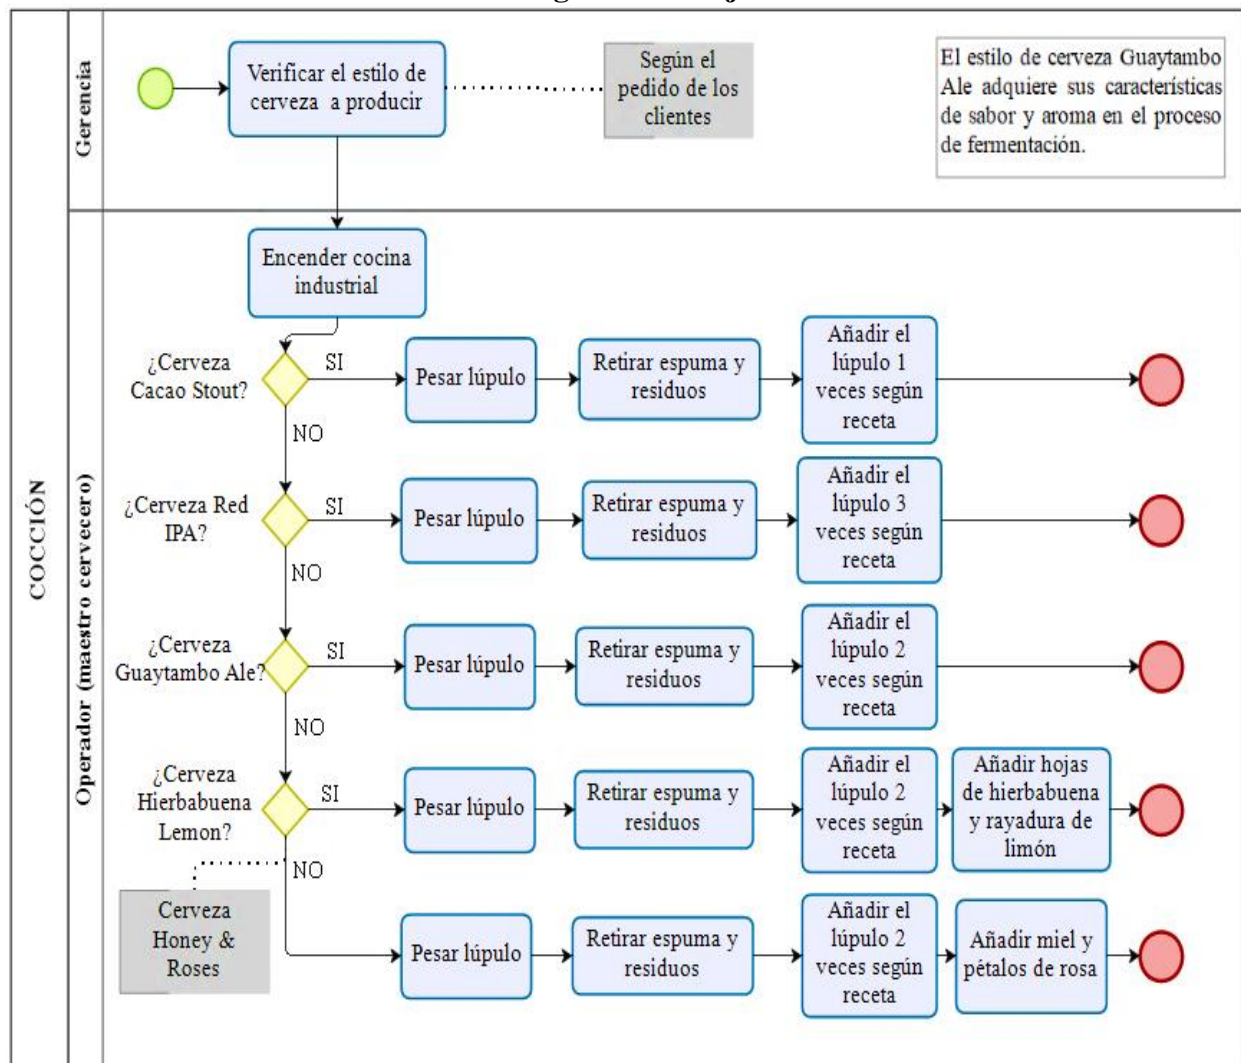 Gerencia
Verificar el estilo de
cerveza a producir
Según el
pedido de los
clientes
El estilo de cerveza Guaytambo
Ale adquiere sus características
de sabor y aroma en el proceso
de fermentación.
COCCIÓN
Operador (maestro cervecero)
Encender cocina
industrial
¿Cerveza
Cacao Stout?
SI
Pesar lúpulo
Retirar espuma y
residuos
Añadir el
lúpulo 1
veces según
receta
NO
¿Cerveza Red
IPA?
SI
Pesar lúpulo
Retirar espuma y
residuos
Añadir el
lúpulo 3
veces según
receta
NO
¿Cerveza
Guaytambo Ale?
SI
Pesar lúpulo
Retirar espuma y
residuos
Añadir el
lúpulo 2
veces según
receta
NO
¿Cerveza
Hierbabuena
Lemon?
SI
Pesar lúpulo
Retirar espuma y
residuos
Añadir el
lúpulo 2
veces según
receta
Añadir hojas
de hierbabuena
y rayadura de
limón
NO
Cerveza
Honey &
Roses
Pesar lúpulo
Retirar espuma y
residuos
Añadir el
lúpulo 2
veces según
receta
Añadir miel y
pétalos de rosa